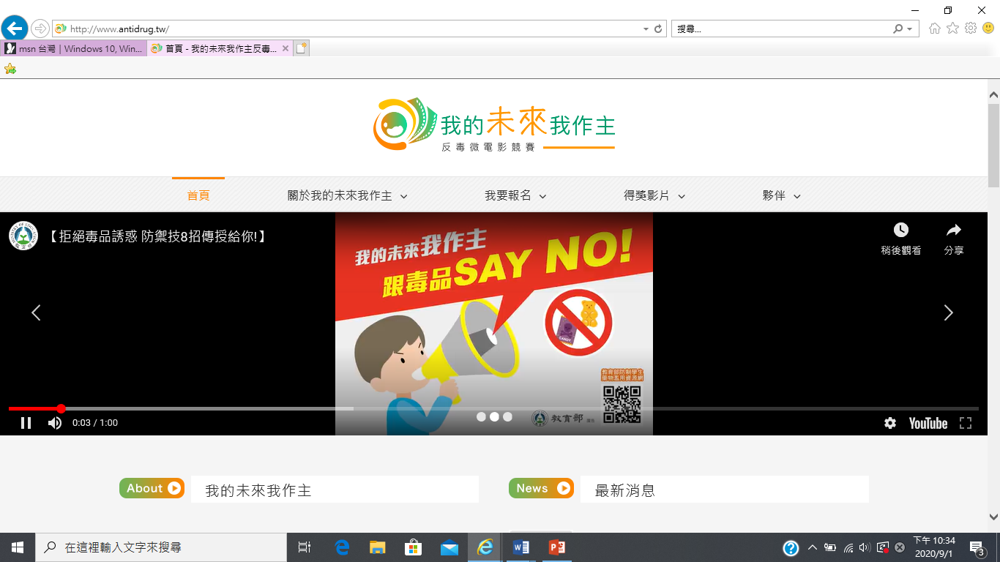 http://www.antidrug.tw/
搜尋...
msn 台灣 | Windows 10, Win...
首頁 - 我的未來我作主反毒...
我的未來我作主
反毒微電影競賽
首頁
關於我的未來我作主
我要報名
得獎影片
夥伴
【拒絕毒品誘惑 防禦技8招傳授給你!】
稍後觀看
分享
我的未來我作主
跟毒品SAY NO!
CANDY
教育部防制學生
藥物濫用資源網
教育部 廣告
0:03 / 1:00
YouTube
About
我的未來我作主
News
最新消息
在這裡輸入文字來搜尋
下午 10:34
2020/9/1
3